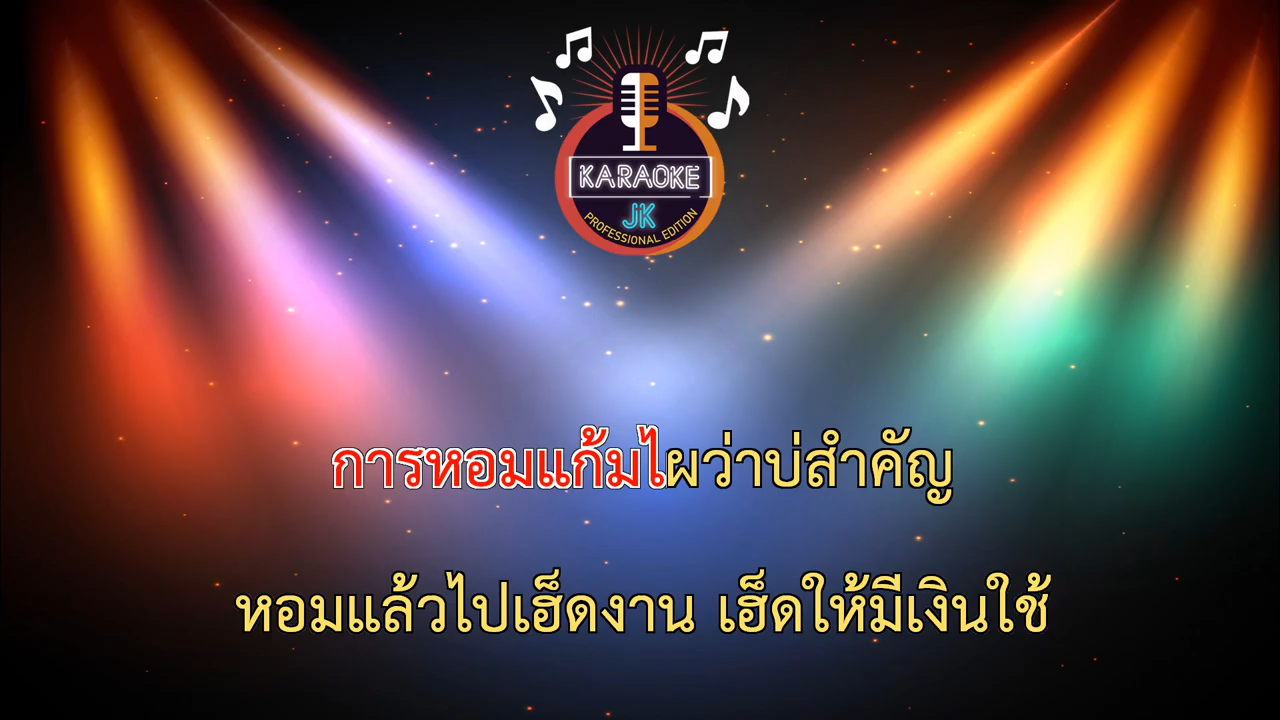 KARAOKE
JK
PROFESSIONAL EDITION
การหอมแก้มไผว่าบ่สำคัญ
หอมแล้วไปเฮ็ดงาน เฮ็ดให้มีเงินใช้